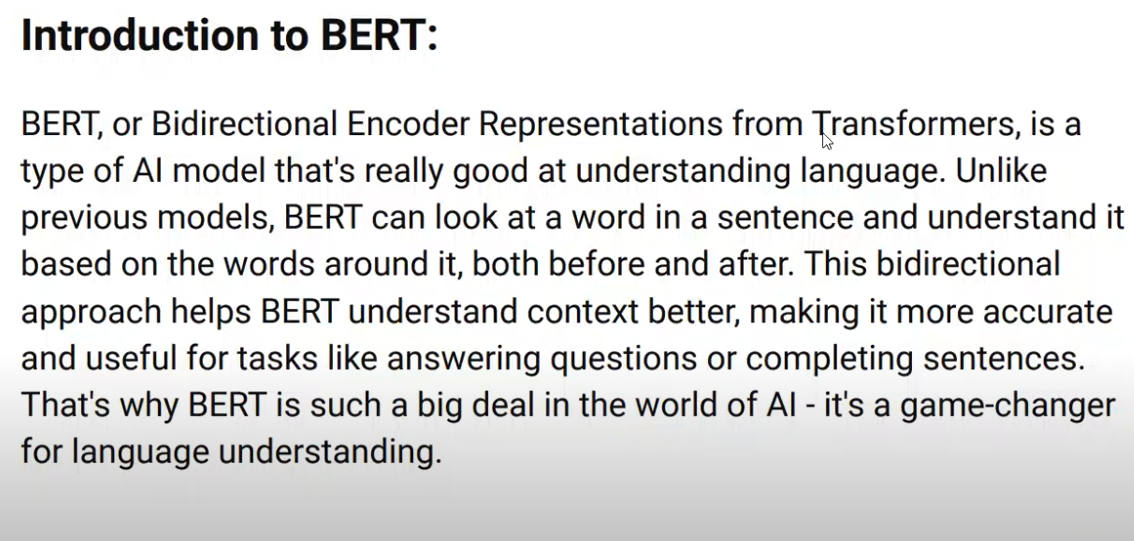 Introduction to BERT:
BERT, or Bidirectional Encoder Representations from Transformers, is a
type of AI model that's really good at understanding language. Unlike
previous models, BERT can look at a word in a sentence and understand it
based on the words around it, both before and after. This bidirectional
approach helps BERT understand context better, making it more accurate
and useful for tasks like answering questions or completing sentences.
That's why BERT is such a big deal in the world of AI - it's a game-changer
for language understanding.